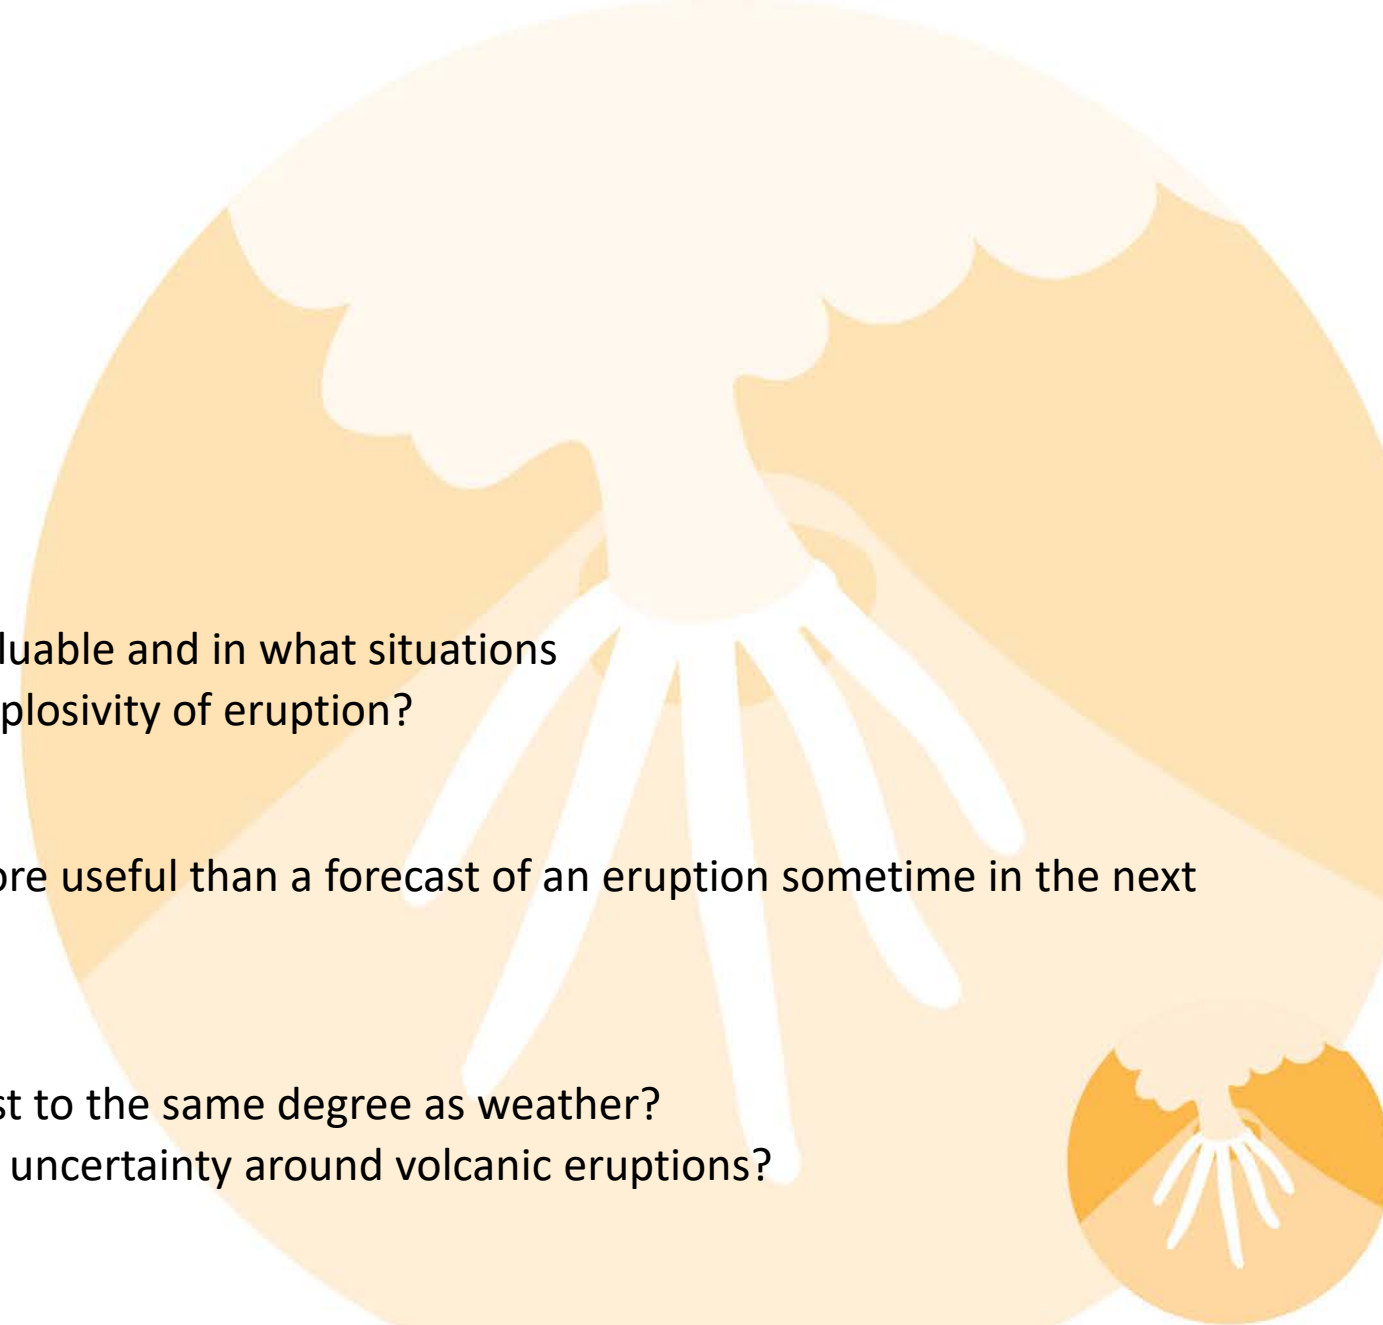 luable and in what situations
plosivity of eruption?
ore useful than a forecast of an eruption sometime in the next
st to the same degree as weather?
uncertainty around volcanic eruptions?